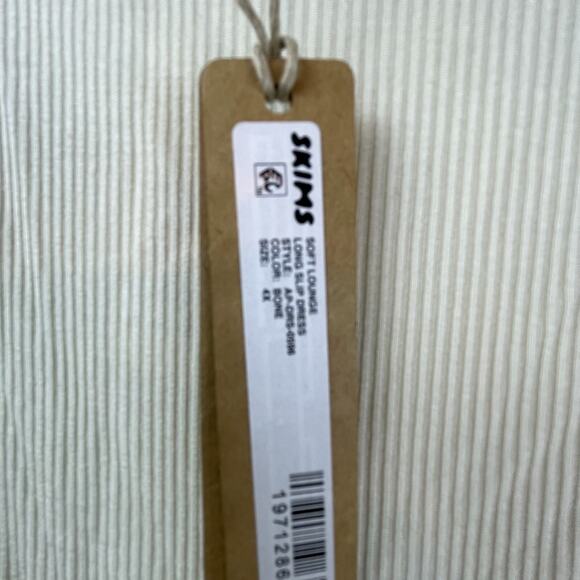 SKIMS
SOFT LOUNGE
LONG SLIP DRESS
STYLE: AP-DRS-0596
COLOR: BONE
SIZE: 4X
1971286